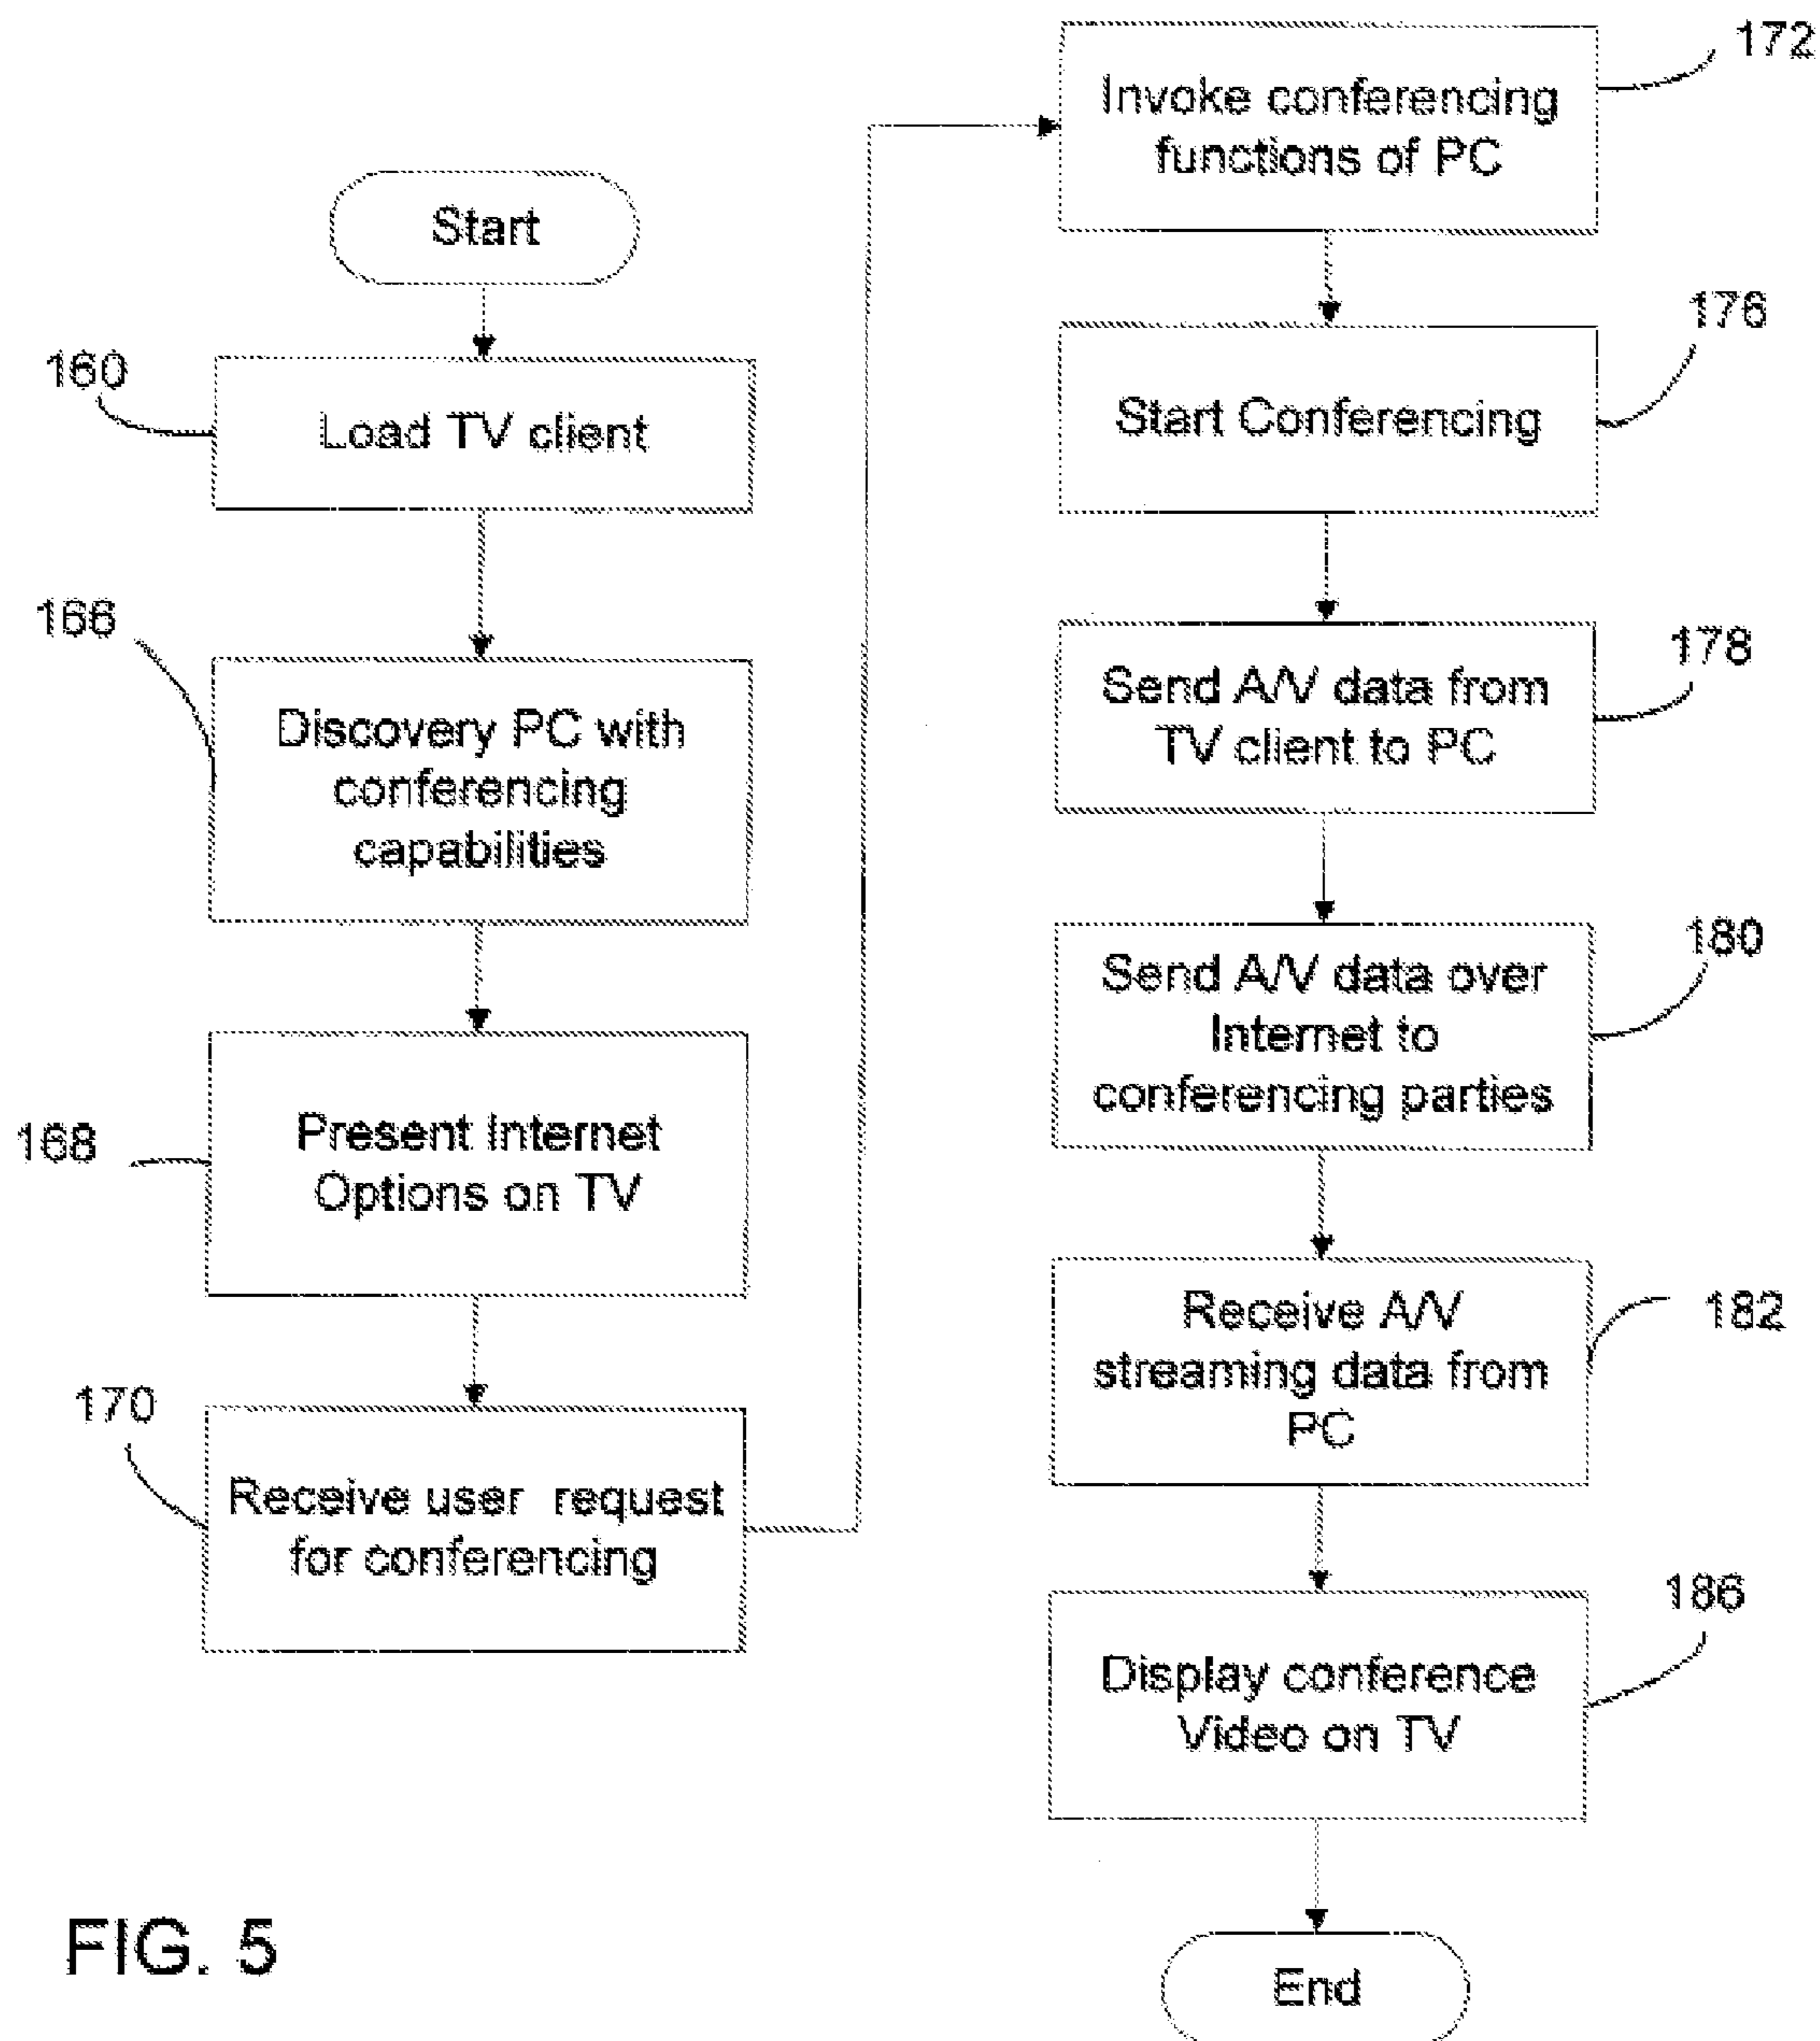 Start
160
Load TV client
166
Discovery PC with
conferencing
capabilities
168
Present Internet
Options on TV
170
Receive user request
for conferencing
172
Invoke conferencing
functions of PC
176
Start Conferencing
178
Send A/V data from
TV client to PC
180
Send A/V data over
Internet to
conferencing parties
182
Receive A/V
streaming data from
PC
186
Display conference
Video on TV
End
FIG. 5